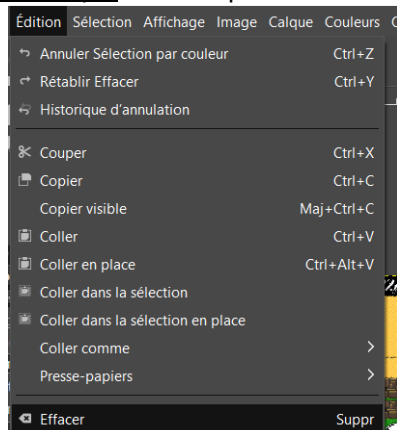 Édition Sélection Affichage Image Calque Couleurs
Annuler Sélection par couleur Ctrl+Z
Rétablir Effacer Ctrl+Y
Historique d'annulation
Couper Ctrl+X
Copier Ctrl+C
Copier visible Maj+Ctrl+C
Coller Ctrl+V
Coller en place Ctrl+Alt+V
Coller dans la sélection
Coller dans la sélection en place
Coller comme
Presse-papiers
Effacer Suppr